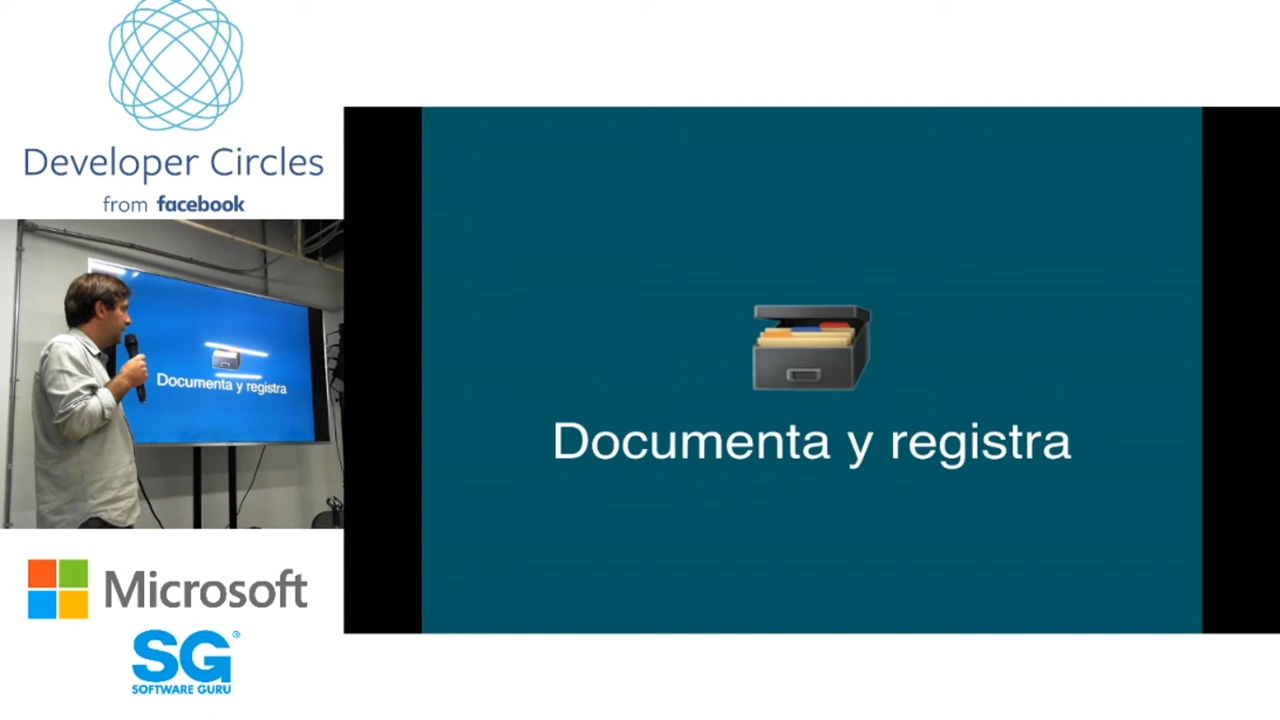 Developer Circles
from facebook
Documenta y registra
Documenta y registra
Microsoft
SG®
SOFTWARE GURU